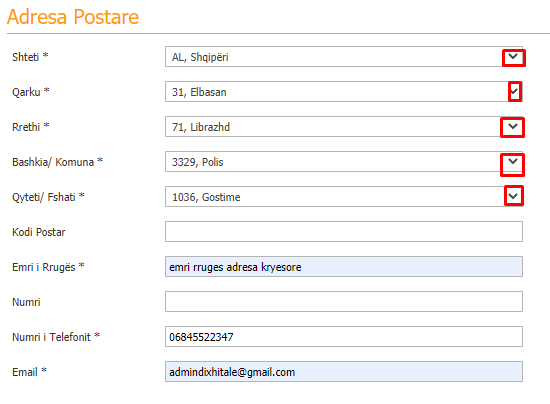 Adresa Postare
Shteti * AL, Shqipëri
Qarku * 31, Elbasan
Rrethi * 71, Librazhd
Bashkia/ Komuna * 3329, Polis
Qyteti/ Fshati * 1036, Gostime
Kodi Postar
Emri i Rrugës * emri rruges adresa kryesore
Numri
Numri i Telefonit * 06845522347
Email * admindixhitale@gmail.com